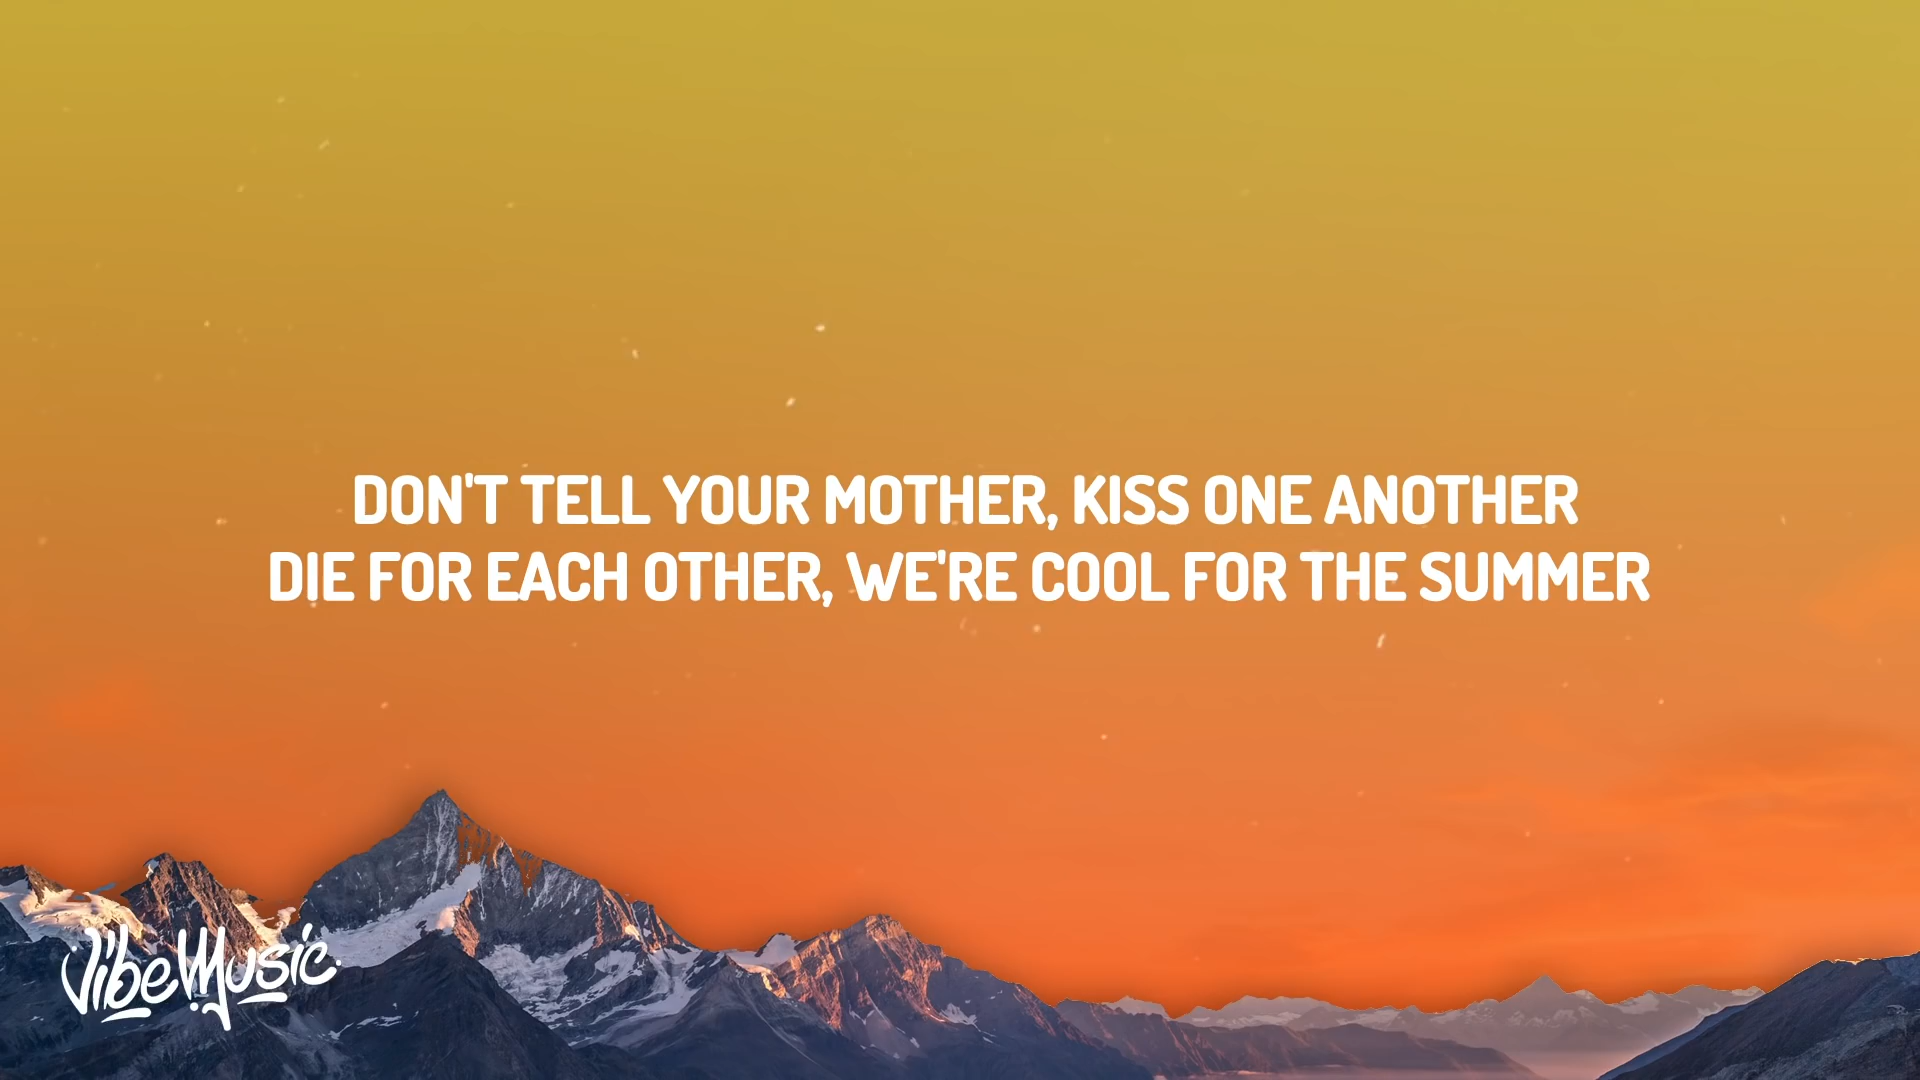 DON'T TELL YOUR MOTHER, KISS ONE ANOTHER
DIE FOR EACH OTHER, WE'RE COOL FOR THE SUMMER
Vibe Music